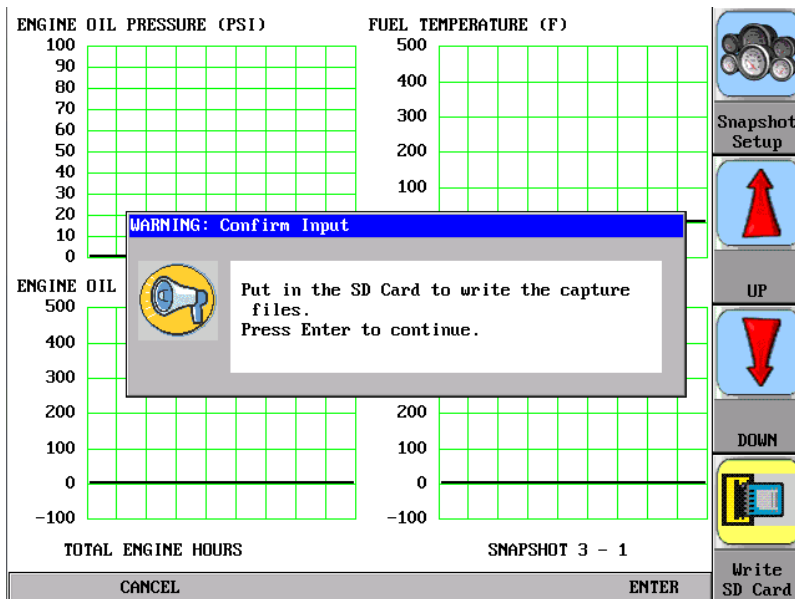 ENGINE OIL PRESSURE (PSI)
100
90
80
70
60
50
40
30
20
10
0
FUEL TEMPERATURE (F)
500
400
300
200
100
WARNING: Confirm Input
Put in the SD Card to write the capture
files.
Press Enter to continue.
ENGINE OIL
500
400
300
200
100
0
-100
200
100
0
-100
TOTAL ENGINE HOURS
SNAPSHOT 3 - 1
CANCEL
ENTER
Snapshot
Setup
UP
DOWN
Write
SD Card